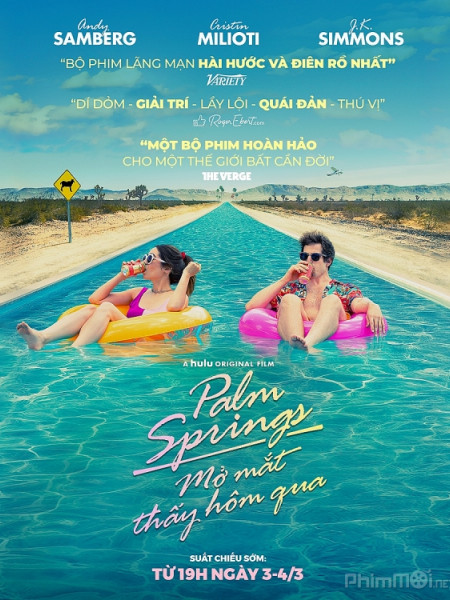 Andy Cristin J.K.
SAMBERG MILIOTI SIMMONS
“BỘ PHIM LÃNG MẠN HÀI HƯỚC VÀ ĐIÊN RỒ NHẤT”
VARIETY
“DÍ DỎM - GIẢI TRÍ - LẦY LỘI - QUÁI ĐẢN - THÚ VỊ”
RogerEbert.com
“MỘT BỘ PHIM HOÀN HẢO
CHO MỘT THẾ GIỚI BẤT CẦN ĐỜI”
THE VERGE
A hulu ORIGINAL FILM
Palm
Springs
Mở mắt
thấy hôm qua
SUẤT CHIẾU SỚM:
TỪ 19H NGÀY 3-4/3
PhimMoi.NET